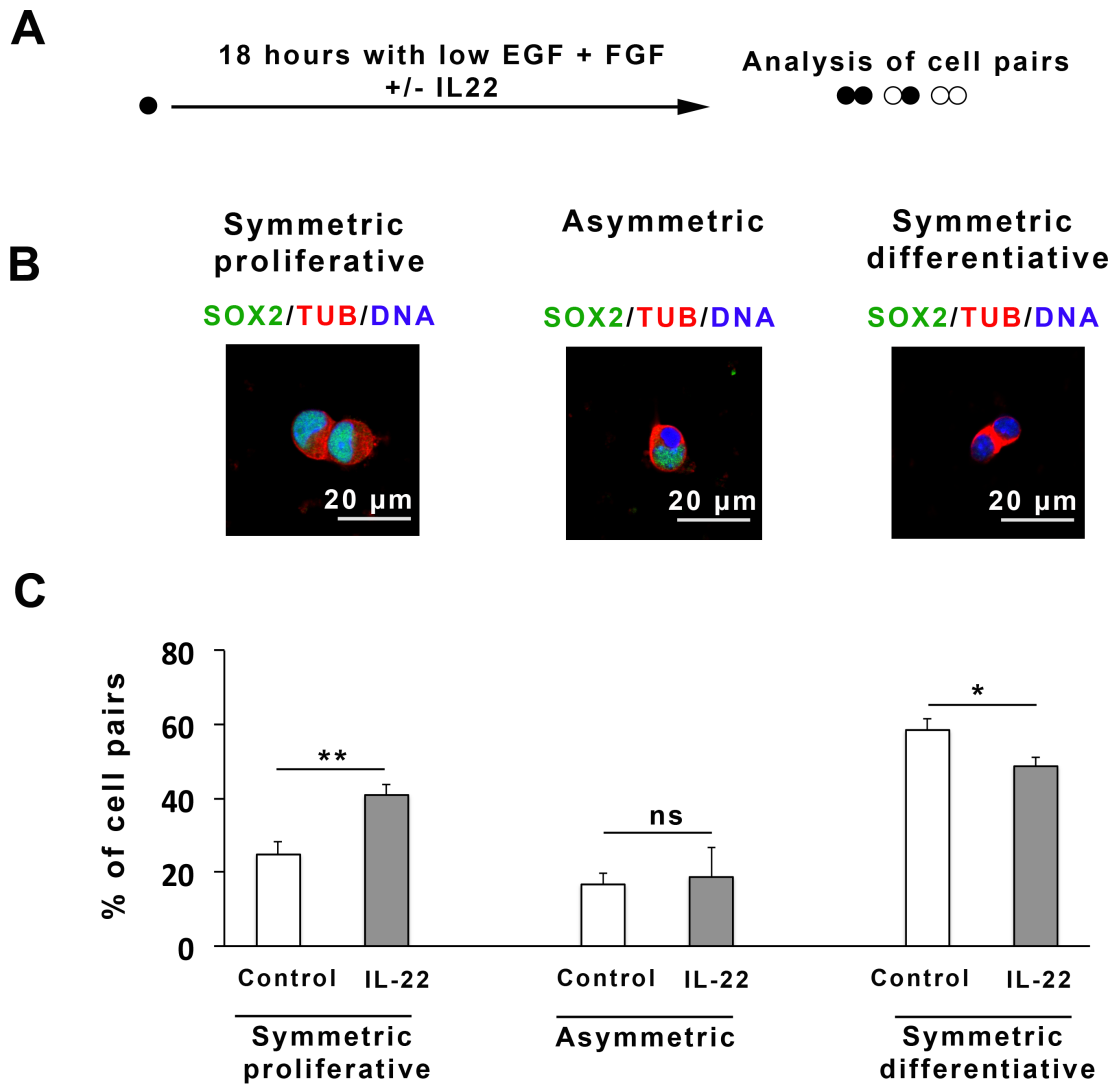 A
18 hours with low EGF + FGF
+/- IL22
Analysis of cell pairs
B
Symmetric
proliferative
Asymmetric
Symmetric
differentiative
SOX2/TUB/DNA
SOX2/TUB/DNA
SOX2/TUB/DNA
20 µm
20 µm
20 µm
C
% of cell pairs
80
60
40
20
0
**
ns
*
Control
IL-22
Control
IL-22
Control
IL-22
Symmetric
proliferative
Asymmetric
Symmetric
differentiative